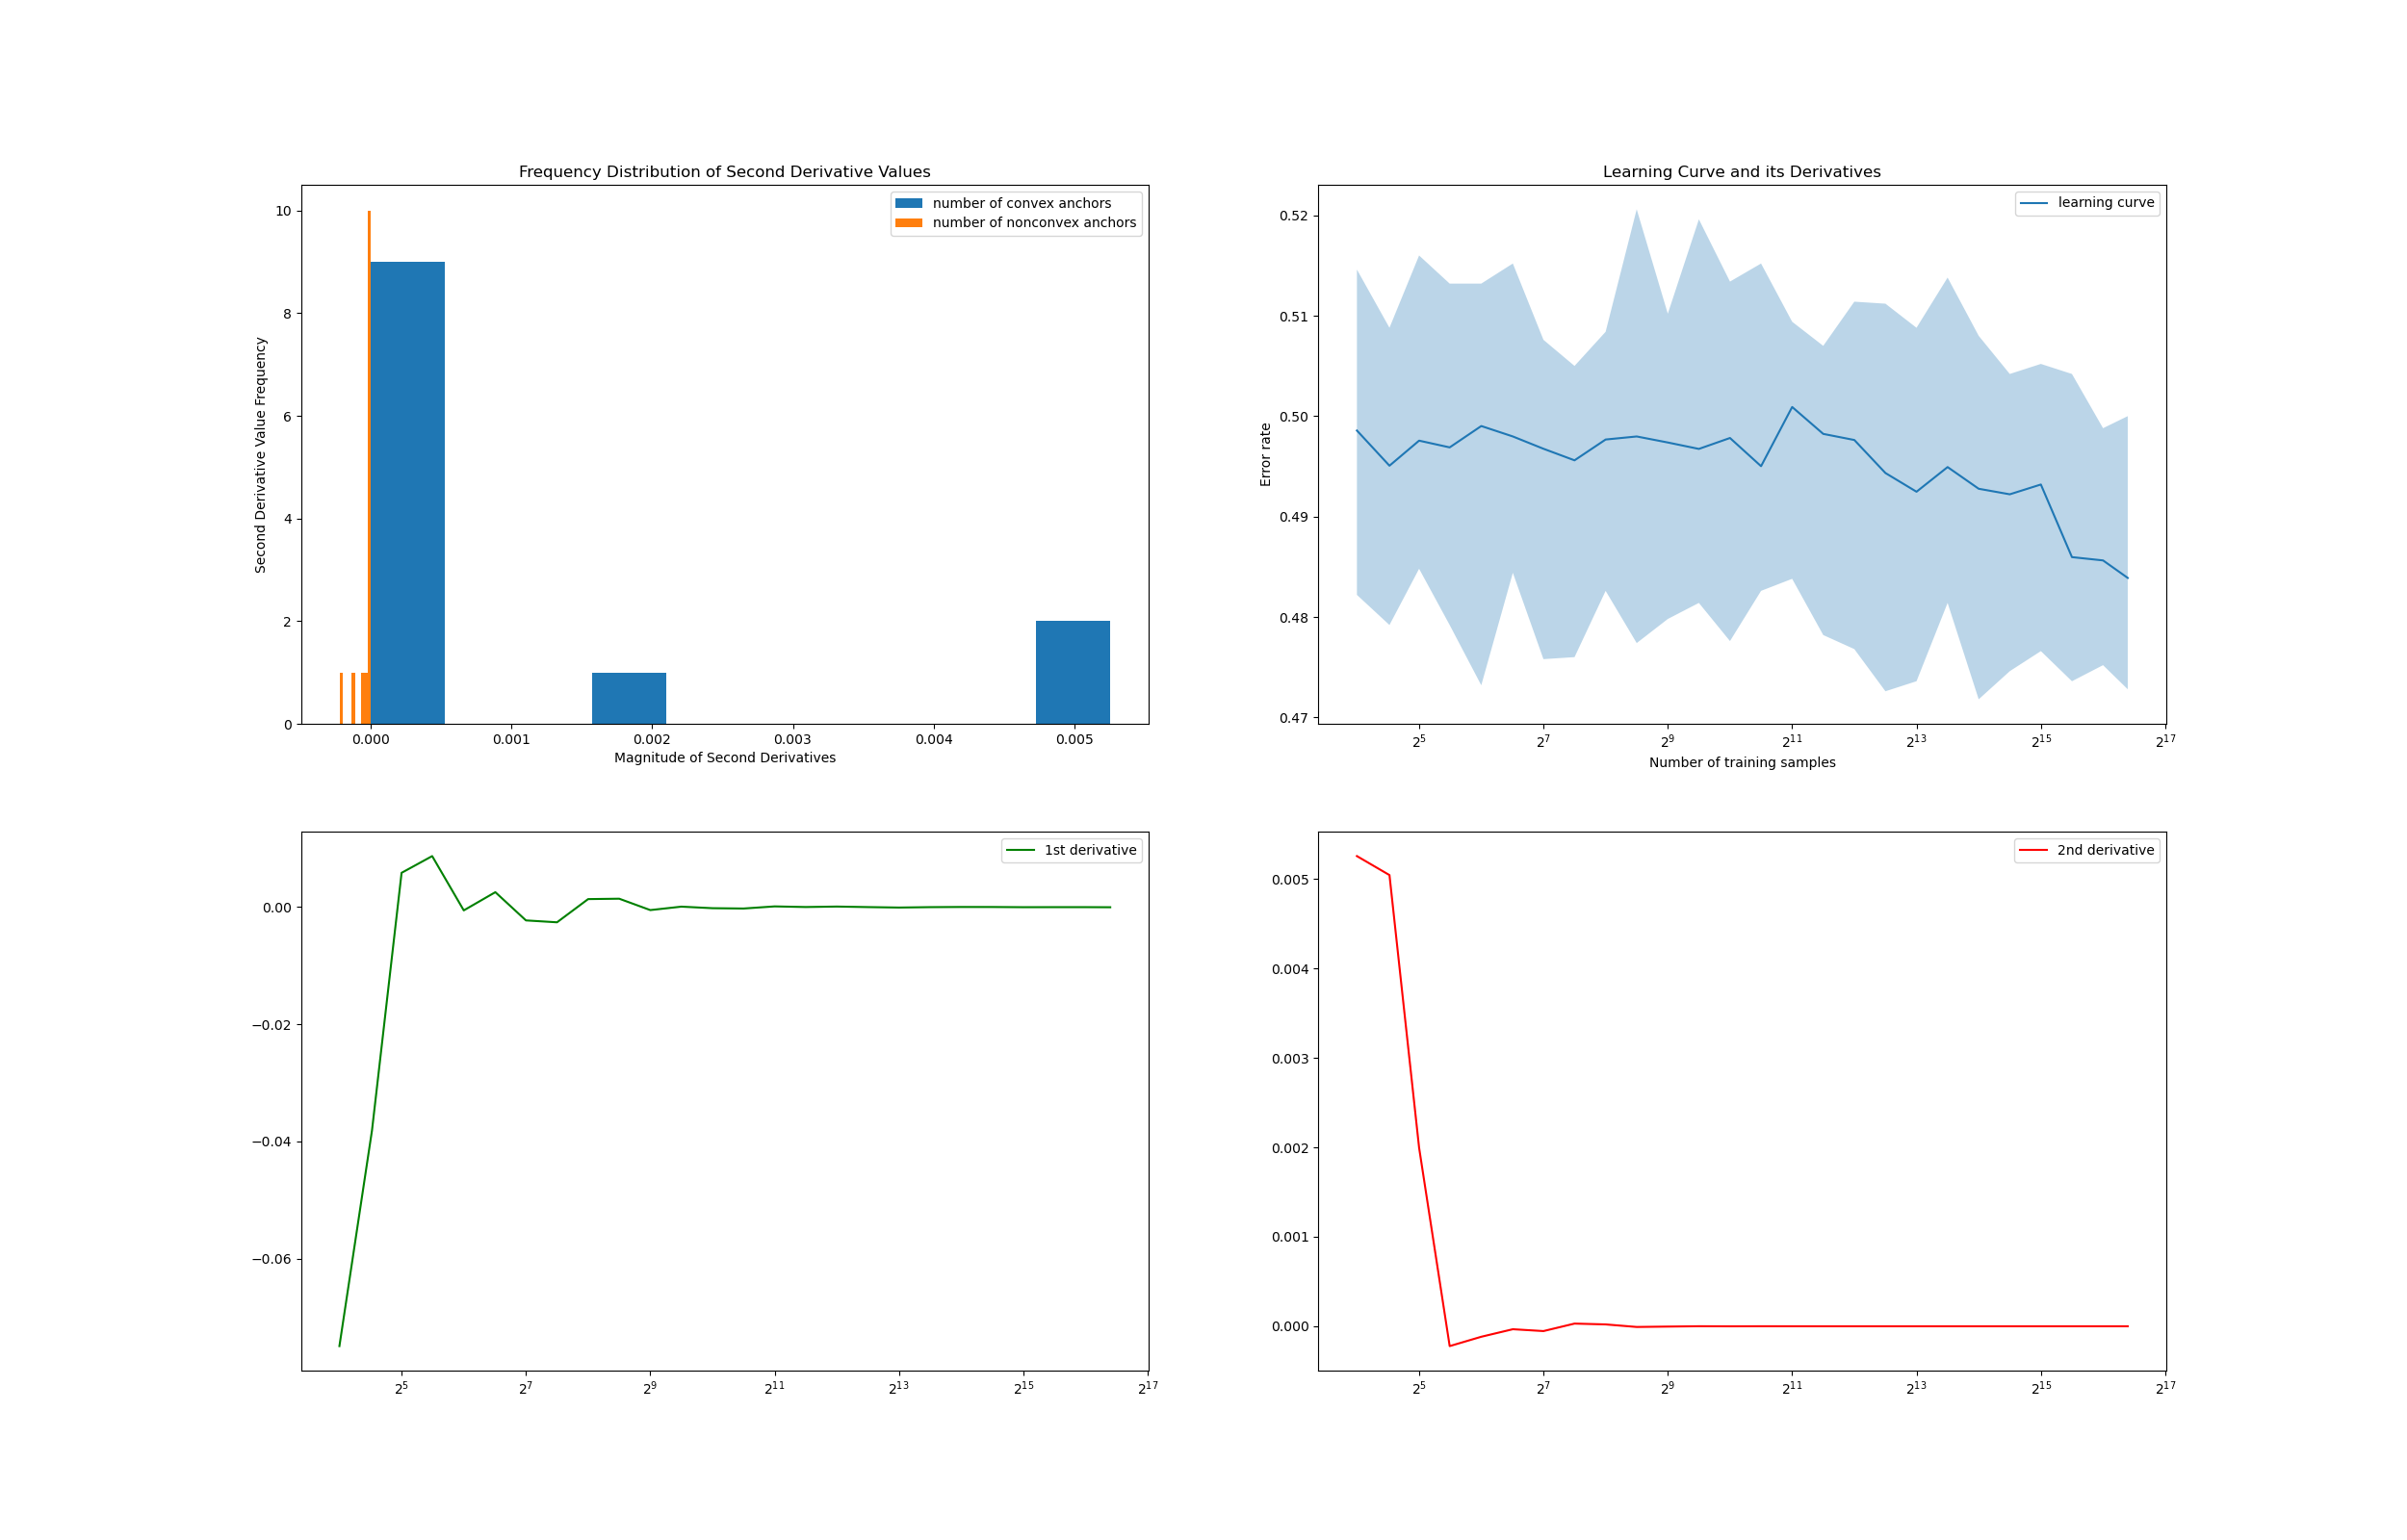 Frequency Distribution of Second Derivative Values
number of convex anchors
number of nonconvex anchors
10
8
6
4
2
0
Second Derivative Value Frequency
0.000 0.001 0.002 0.003 0.004 0.005
Magnitude of Second Derivatives
Learning Curve and its Derivatives
learning curve
0.52
0.51
0.50
0.49
0.48
0.47
Error rate
2^5 2^7 2^9 2^11 2^13 2^15 2^17
Number of training samples
1st derivative
0.00
−0.02
−0.04
−0.06
2^5 2^7 2^9 2^11 2^13 2^15 2^17
2nd derivative
0.005
0.004
0.003
0.002
0.001
0.000
2^5 2^7 2^9 2^11 2^13 2^15 2^17